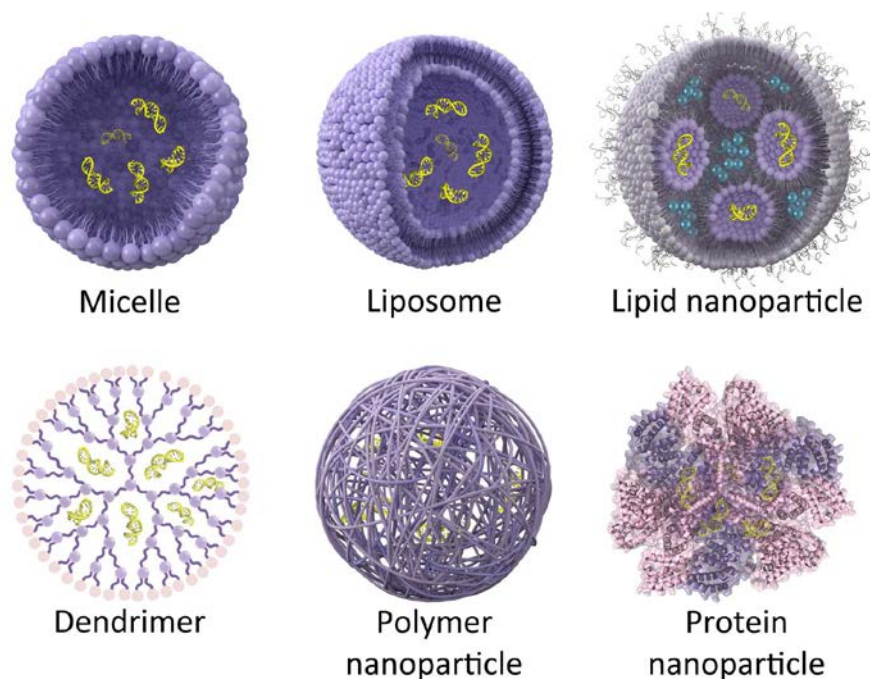 Micelle
Liposome
Lipid nanoparticle
Dendrimer
Polymer
nanoparticle
Protein
nanoparticle